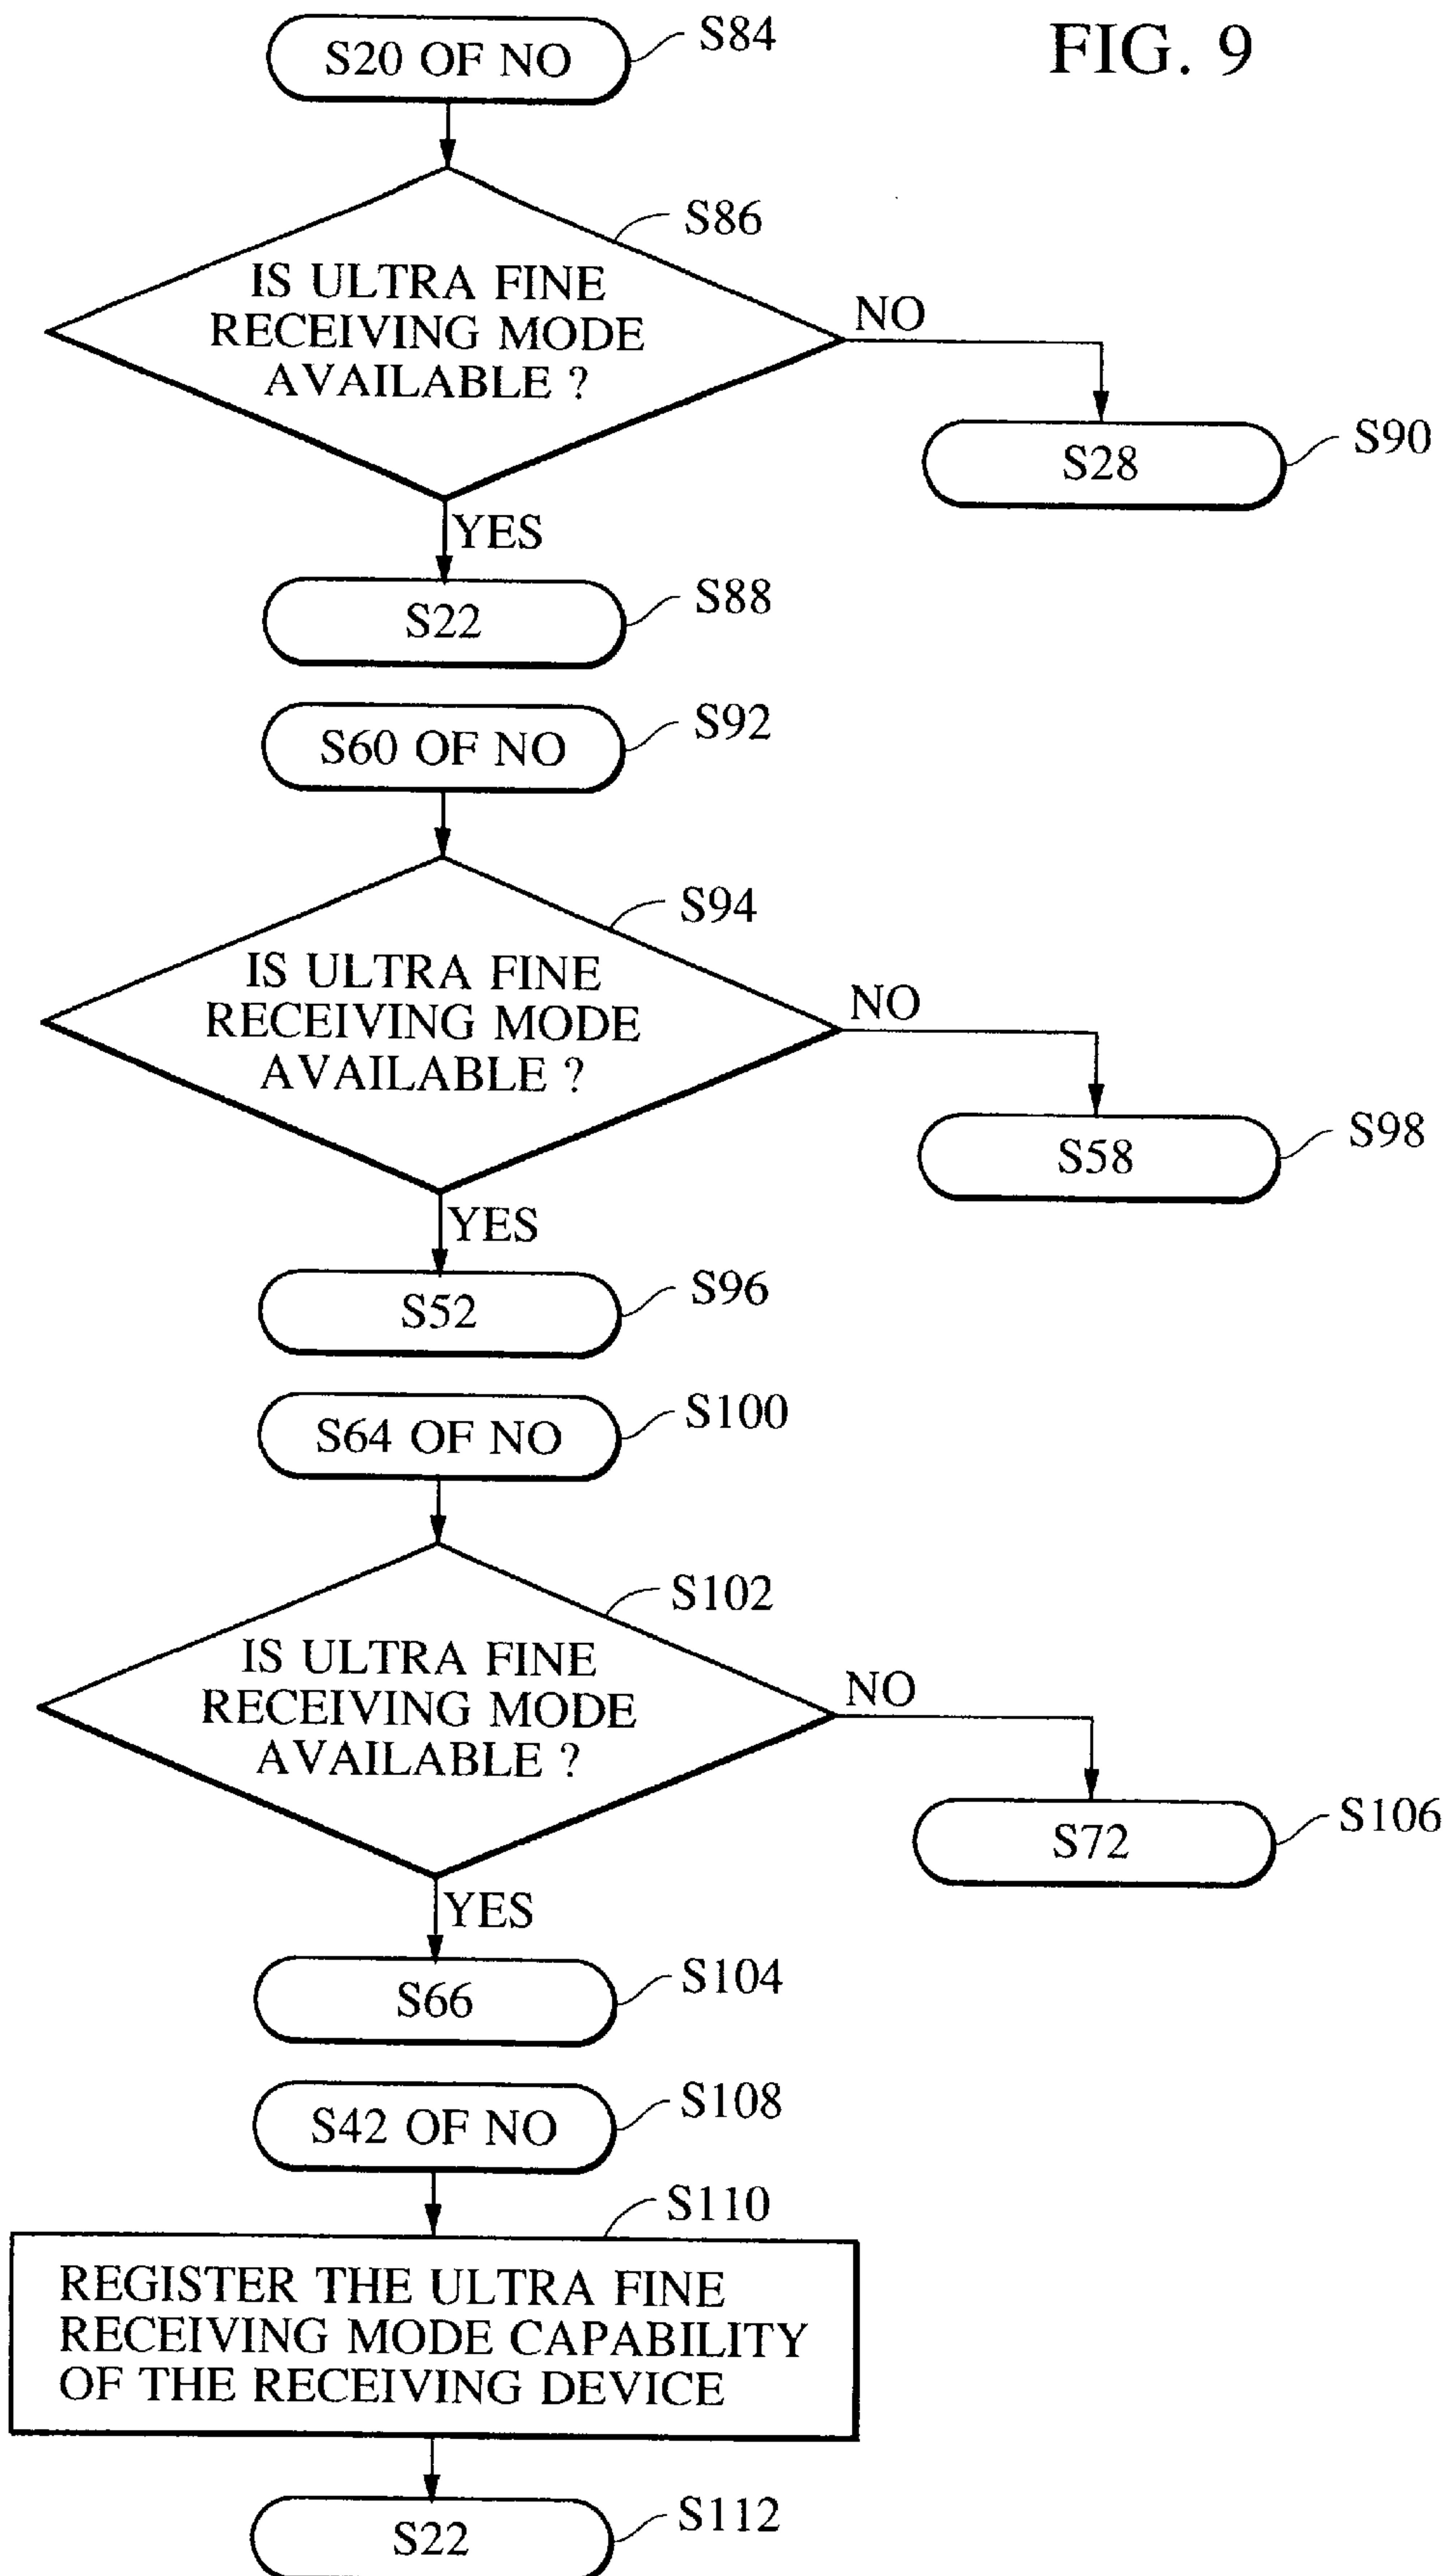 FIG. 9
S20 OF NO
S84
IS ULTRA FINE
RECEIVING MODE
AVAILABLE ?
S86
NO
S28
S90
YES
S22
S88
S60 OF NO
S92
IS ULTRA FINE
RECEIVING MODE
AVAILABLE ?
S94
NO
S58
S98
YES
S52
S96
S64 OF NO
S100
IS ULTRA FINE
RECEIVING MODE
AVAILABLE ?
S102
NO
S72
S106
YES
S66
S104
S42 OF NO
S108
S110
REGISTER THE ULTRA FINE
RECEIVING MODE CAPABILITY
OF THE RECEIVING DEVICE
S22
S112